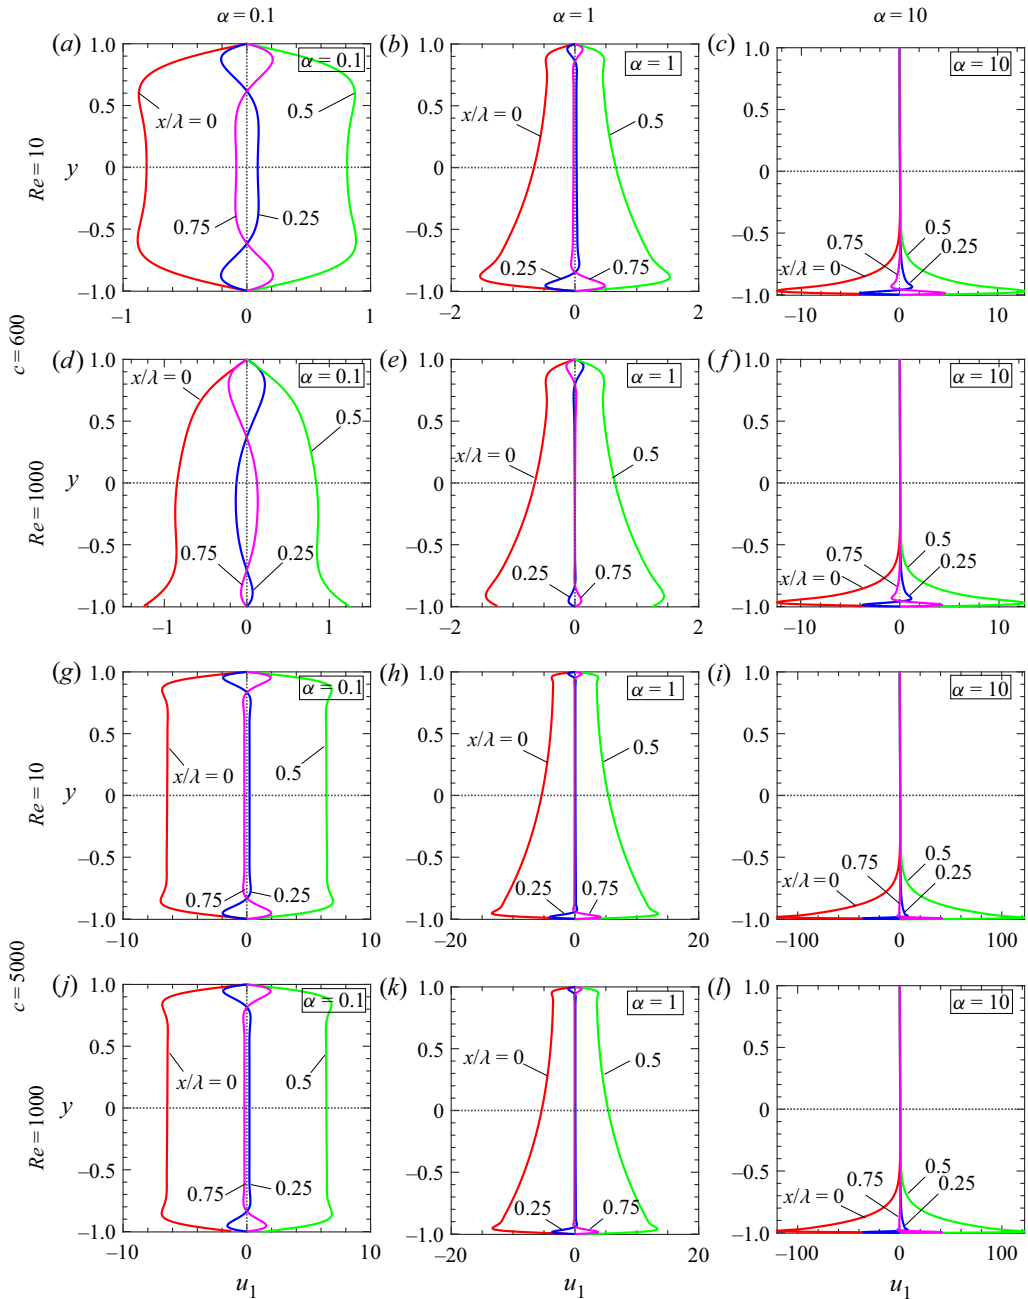 α = 0.1 α = 1 α = 10
(a) 1.0 α = 0.1 (b) 1.0 α = 1 (c) 1.0 α = 10
0.5 x/λ = 0 0.5 0.5 x/λ = 0 0.5 0.5
Re = 10 y 0 0 0
−0.5 0.75 0.25 −0.5 0.25 0.75 −0.5 0.75 0.5 0.25 x/λ = 0
−1.0 −1.0 −1.0
−1 0 1 −2 0 2 −10 0 10
c = 600
(d) 1.0 x/λ = 0 α = 0.1 (e) 1.0 α = 1 (f) 1.0 α = 10
0.5 0.5 0.5 x/λ = 0 0.5 0.5
Re = 1000 y 0 0 0
−0.5 0.75 0.25 −0.5 0.25 0.75 −0.5 0.75 0.5 0.25 x/λ = 0
−1.0 −1.0 −1.0
−1 0 1 −2 0 2 −10 0 10
(g) 1.0 α = 0.1 (h) 1.0 α = 1 (i) 1.0 α = 10
0.5 x/λ = 0 0.5 0.5 x/λ = 0 0.5 0.5
Re = 10 y 0 0 0
−0.5 0.75 0.25 −0.5 0.25 0.75 −0.5 0.75 0.5 0.25 x/λ = 0
−1.0 −1.0 −1.0
−10 0 10 −20 0 20 −100 0 100
c = 5000
(j) 1.0 α = 0.1 (k) 1.0 α = 1 (l) 1.0 α = 10
0.5 x/λ = 0 0.5 0.5 x/λ = 0 0.5 0.5
Re = 1000 y 0 0 0
−0.5 0.75 0.25 −0.5 0.25 0.75 −0.5 0.75 0.5 0.25 x/λ = 0
−1.0 −1.0 −1.0
−10 0 10 −20 0 20 −100 0 100
u1 u1 u1